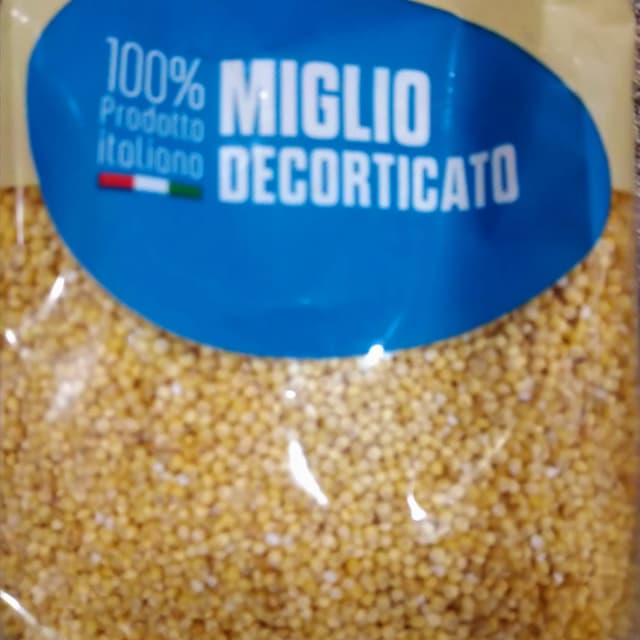 100%
Prodotto
italiano
MIGLIO
DECORTICATO